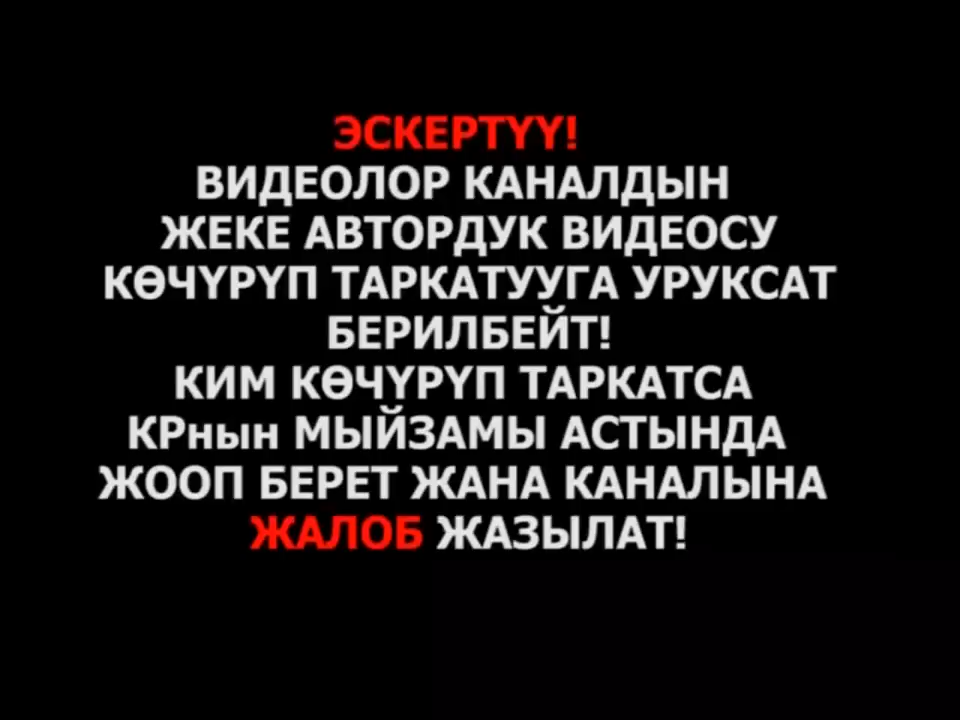 ЭСКЕРТҮҮ!
ВИДЕОЛОР КАНАЛДЫН
ЖЕКЕ АВТОРДУК ВИДЕОСУ
КӨЧҮРҮП ТАРКАТУУГА УРУКСАТ
БЕРИЛБЕЙТ!
КИМ КӨЧҮРҮП ТАРКАТСА
КРнын МЫЙЗАМЫ АСТЫНДА
ЖООП БЕРЕТ ЖАНА КАНАЛЫНА
ЖАЛОБ ЖАЗЫЛАТ!